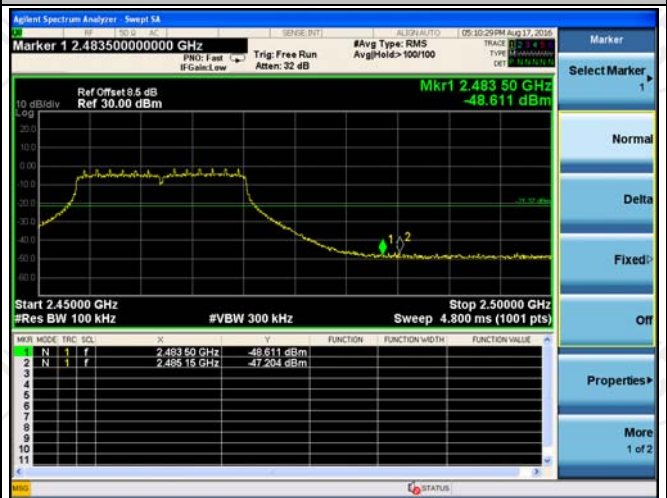 Agilent Spectrum Analyzer - Swept SA
RF 50 Ω AC SENSE:INT ALIGN AUTO 05:10:29 PM Aug 17, 2016
Marker 1 2.483500000000 GHz
#Avg Type: RMS
Avg|Hold:>100/100
PNO: Fast
IFGain:Low
Trig: Free Run
Atten: 32 dB
TRACE 1 2 3 4 5 6
TYPE
DET P N N N N N
Ref Offset 8.5 dB
Ref 30.00 dBm
10 dB/div
Log
Mkr1 2.483 50 GHz
-48.611 dBm
20.0
10.0
0.00
-10.0
-20.0
-30.0
-40.0
-50.0
-60.0
1 2
Start 2.45000 GHz
#Res BW 100 kHz
#VBW 300 kHz
Stop 2.50000 GHz
Sweep 4.800 ms (1001 pts)
MKR MODE TRC SCL X Y FUNCTION FUNCTION WIDTH FUNCTION VALUE
1 N 1 f 2.483 50 GHz -48.611 dBm
2 N 1 f 2.485 15 GHz -47.204 dBm
3
4
5
6
7
8
9
10
11
MSG STATUS
Marker
Select Marker
1
Normal
Delta
Fixed
Off
Properties
More
1 of 2